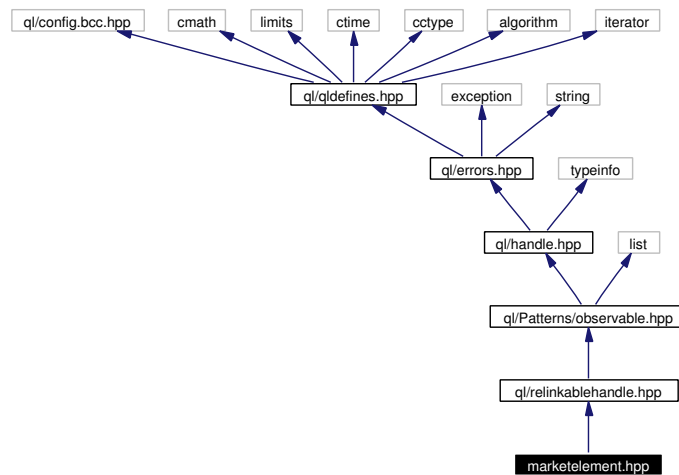 ql/config.bcc.hpp
cmath
limits
ctime
cctype
algorithm
iterator
ql/qldefines.hpp
exception
string
ql/errors.hpp
typeinfo
ql/handle.hpp
list
ql/Patterns/observable.hpp
ql/relinkablehandle.hpp
marketelement.hpp